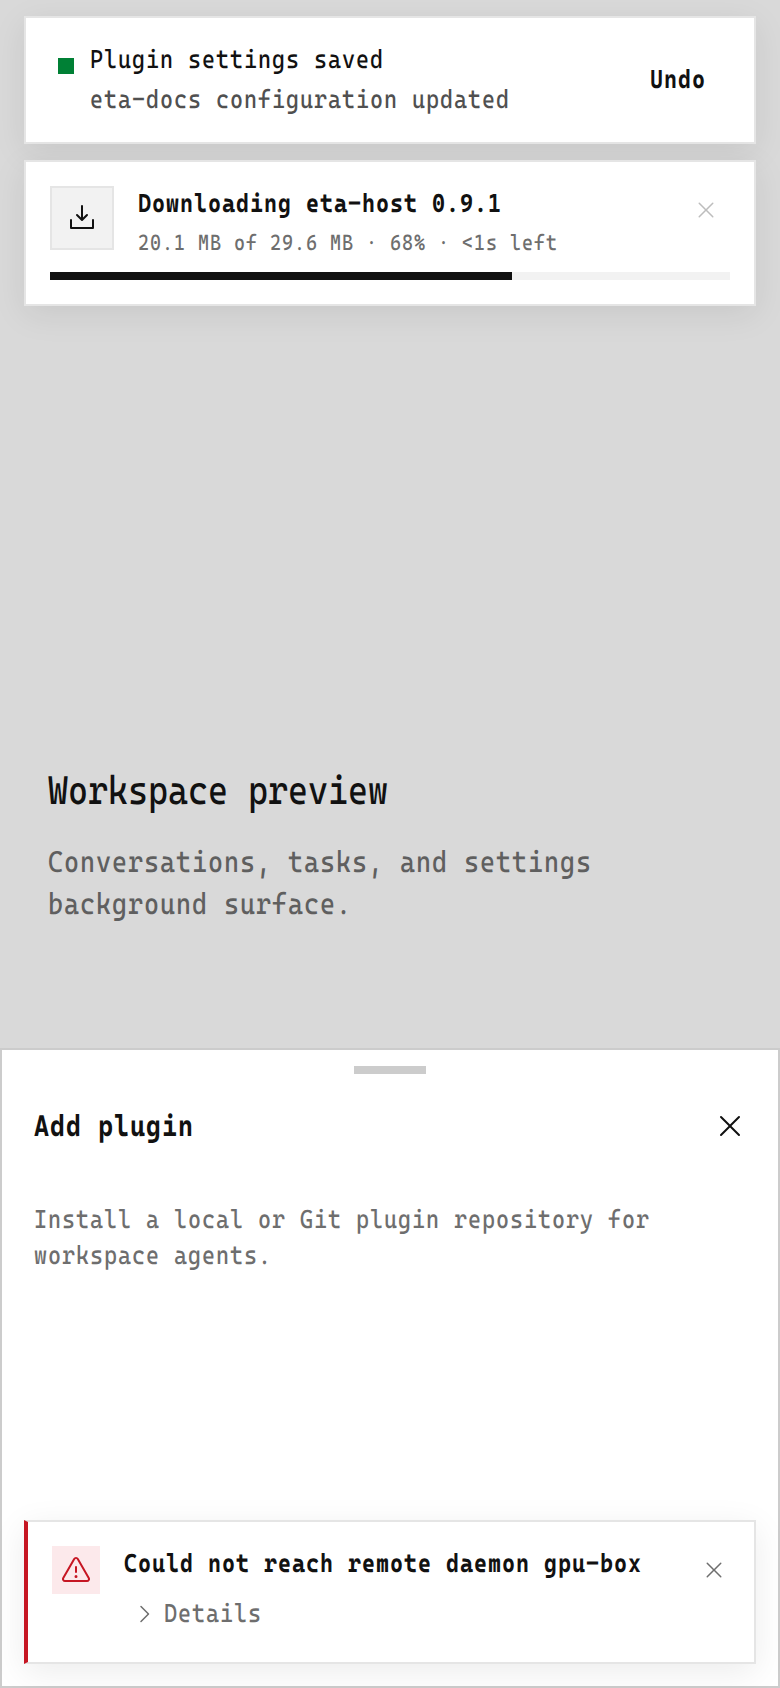 Plugin settings saved
eta-docs configuration updated
Undo
Downloading eta-host 0.9.1
20.1 MB of 29.6 MB · 68% · <1s left
Workspace preview
Conversations, tasks, and settings
background surface.
Add plugin
Install a local or Git plugin repository for
workspace agents.
Could not reach remote daemon gpu-box
Details